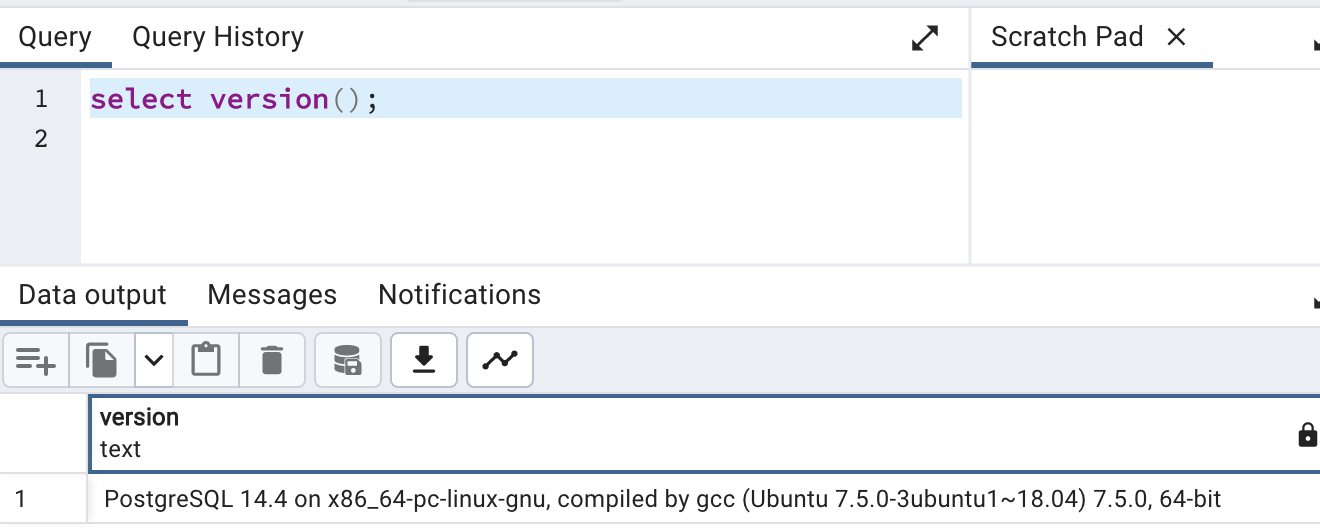 Query Query History Scratch Pad
1 select version();
2
Data output Messages Notifications
version
text
1 PostgreSQL 14.4 on x86_64-pc-linux-gnu, compiled by gcc (Ubuntu 7.5.0-3ubuntu1~18.04) 7.5.0, 64-bit